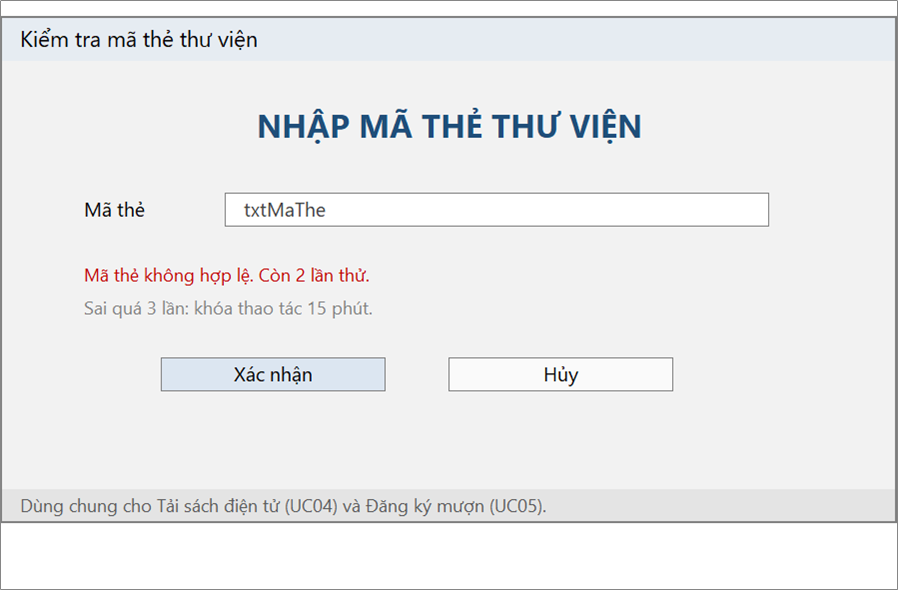 Kiểm tra mã thẻ thư viện
NHẬP MÃ THẺ THƯ VIỆN
Mã thẻ
txtMaThe
Mã thẻ không hợp lệ. Còn 2 lần thử.
Sai quá 3 lần: khóa thao tác 15 phút.
Xác nhận
Hủy
Dùng chung cho Tải sách điện tử (UC04) và Đăng ký mượn (UC05).